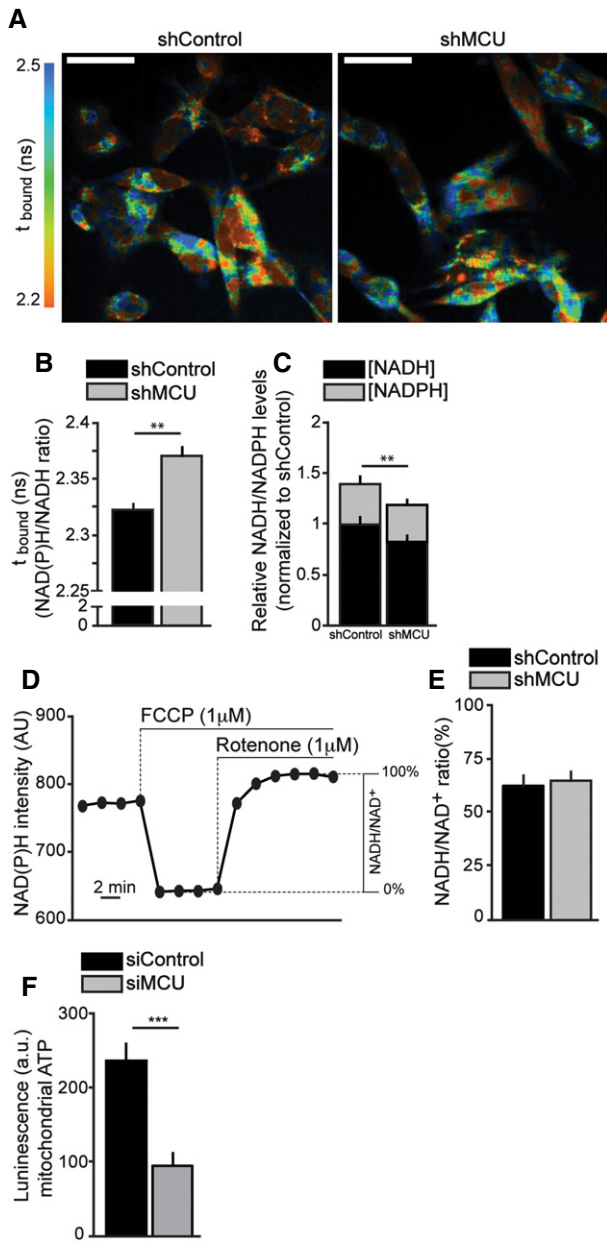 A
shControl
shMCU
2.5
t bound (ns)
2.2
B
shControl
shMCU
**
2.4
2.35
2.3
2.25
2
0
t bound (ns)
(NAD(P)H/NADH ratio)
C
[NADH]
[NADPH]
**
2
1.5
1
0.5
0
Relative NADH/NADPH levels
(normalized to shControl)
shControl
shMCU
D
900
800
700
600
NAD(P)H intensity (AU)
FCCP (1µM)
Rotenone (1µM)
100%
NADH/NAD+
0%
2 min
E
shControl
shMCU
100
75
50
25
0
NADH/NAD+ ratio(%)
F
siControl
siMCU
***
300
200
100
0
Luninescence (a.u.)
mitochondrial ATP